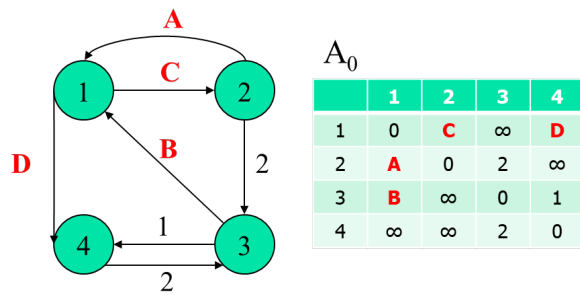 A
1
C
2
D
B
2
4
1
3
2
A₀
1 2 3 4
1 0 C ∞ D
2 A 0 2 ∞
3 B ∞ 0 1
4 ∞ ∞ 2 0